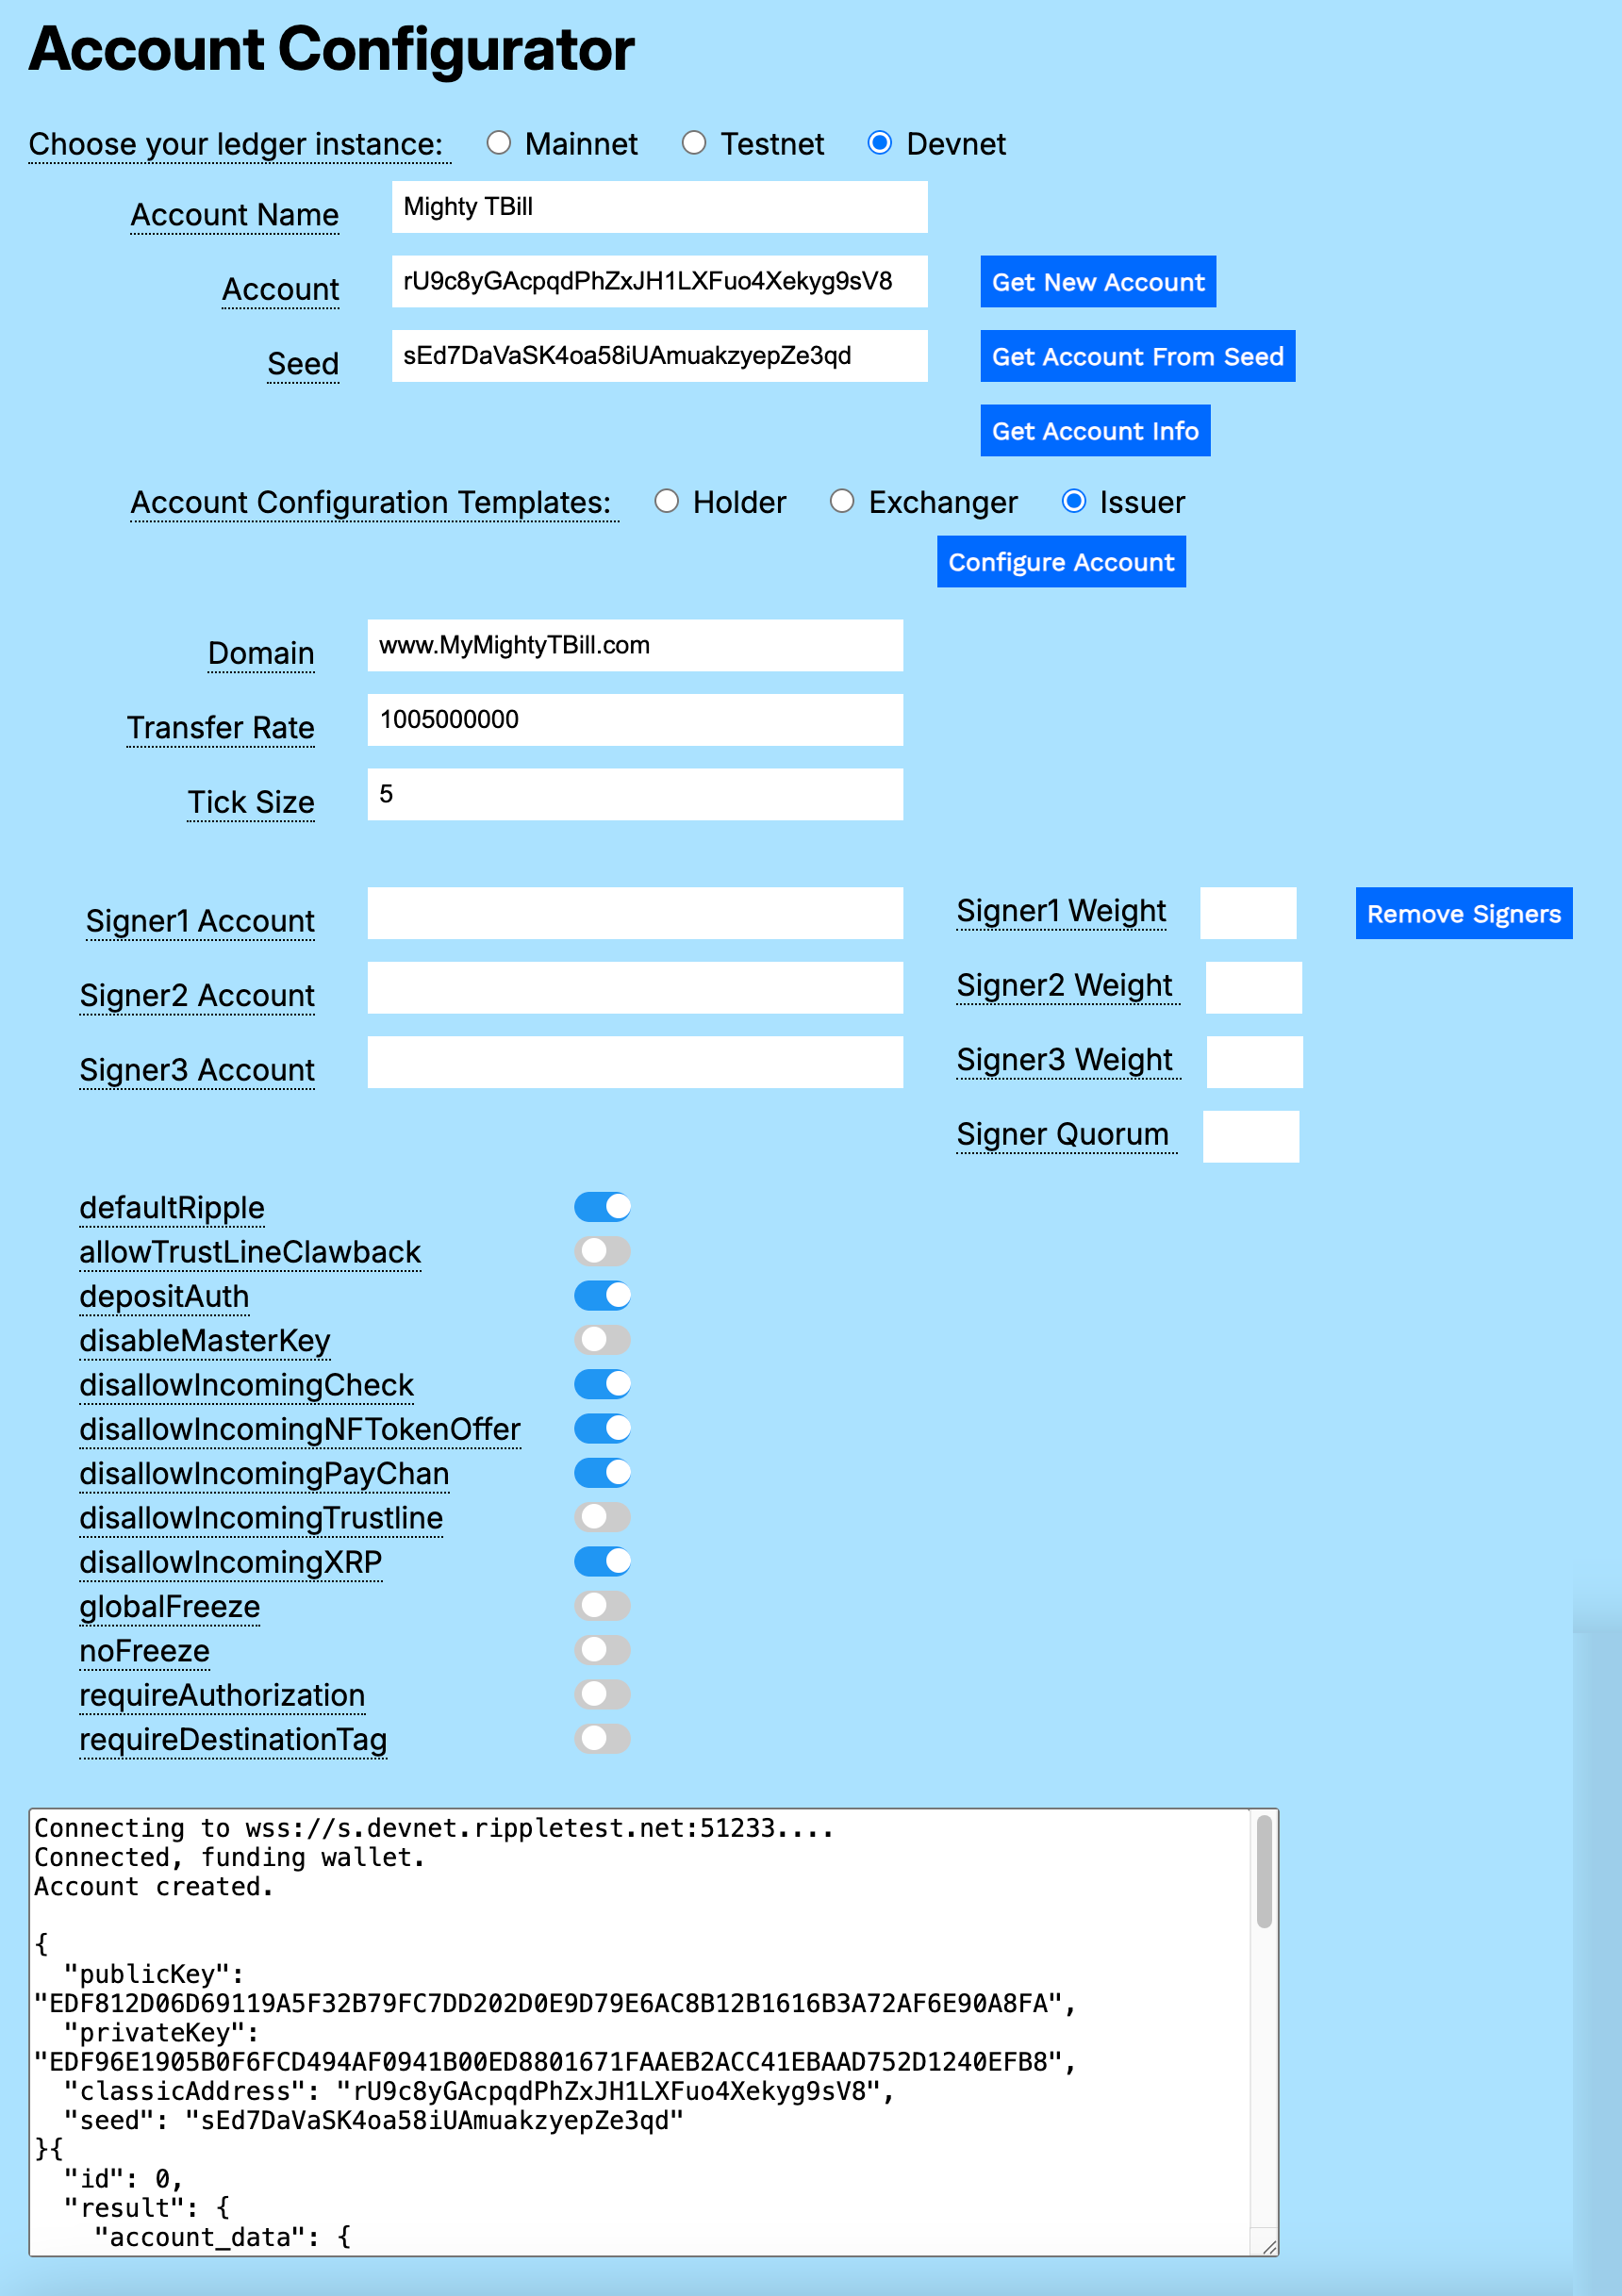 Account Configurator
Choose your ledger instance: Mainnet Testnet Devnet
Account Name Mighty TBill
Account rU9c8yGAcpqdPhZxJH1LXFuo4Xekyg9sV8 Get New Account
Seed sEd7DaVaSK4oa58iUAmuakzyepZe3qd Get Account From Seed
Get Account Info
Account Configuration Templates: Holder Exchanger Issuer
Configure Account
Domain www.MyMightyTBill.com
Transfer Rate 1005000000
Tick Size 5
Signer1 Account Signer1 Weight Remove Signers
Signer2 Account Signer2 Weight
Signer3 Account Signer3 Weight
Signer Quorum
defaultRipple
allowTrustLineClawback
depositAuth
disableMasterKey
disallowIncomingCheck
disallowIncomingNFTokenOffer
disallowIncomingPayChan
disallowIncomingTrustline
disallowIncomingXRP
globalFreeze
noFreeze
requireAuthorization
requireDestinationTag
Connecting to wss://s.devnet.rippletest.net:51233....
Connected, funding wallet.
Account created.
{
"publicKey":
"EDF812D06D69119A5F32B79FC7DD202D0E9D79E6AC8B12B1616B3A72AF6E90A8FA",
"privateKey":
"EDF96E1905B0F6FCD494AF0941B00ED8801671FAAEB2ACC41EBAAD752D1240EFB8",
"classicAddress": "rU9c8yGAcpqdPhZxJH1LXFuo4Xekyg9sV8",
"seed": "sEd7DaVaSK4oa58iUAmuakzyepZe3qd"
}{
"id": 0,
"result": {
"account_data": {